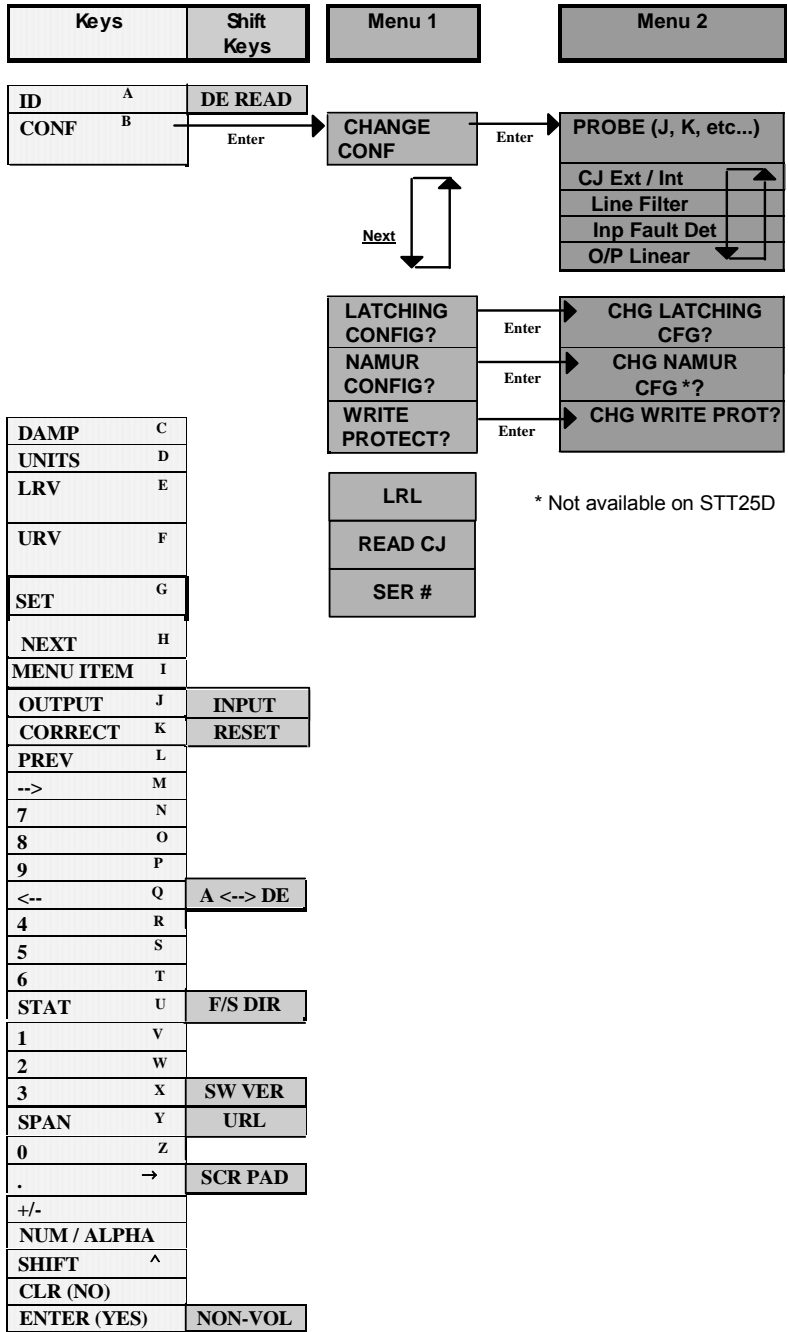 Keys
Shift
Keys
Menu 1
Menu 2
ID A DE READ
CONF B
Enter
CHANGE
CONF
Enter
PROBE (J, K, etc...)
CJ Ext / Int
Line Filter
Inp Fault Det
O/P Linear
Next
LATCHING
CONFIG?
Enter
CHG LATCHING
CFG?
NAMUR
CONFIG?
Enter
CHG NAMUR
CFG *?
WRITE
PROTECT?
Enter
CHG WRITE PROT?
LRL
READ CJ
SER #
* Not available on STT25D
DAMP C
UNITS D
LRV E
URV F
SET G
NEXT H
MENU ITEM I
OUTPUT J INPUT
CORRECT K RESET
PREV L
--> M
7 N
8 O
9 P
<-- Q A <--> DE
4 R
5 S
6 T
STAT U F/S DIR
1 V
2 W
3 X SW VER
SPAN Y URL
0 Z
. → SCR PAD
+/-
NUM / ALPHA
SHIFT ^
CLR (NO)
ENTER (YES) NON-VOL